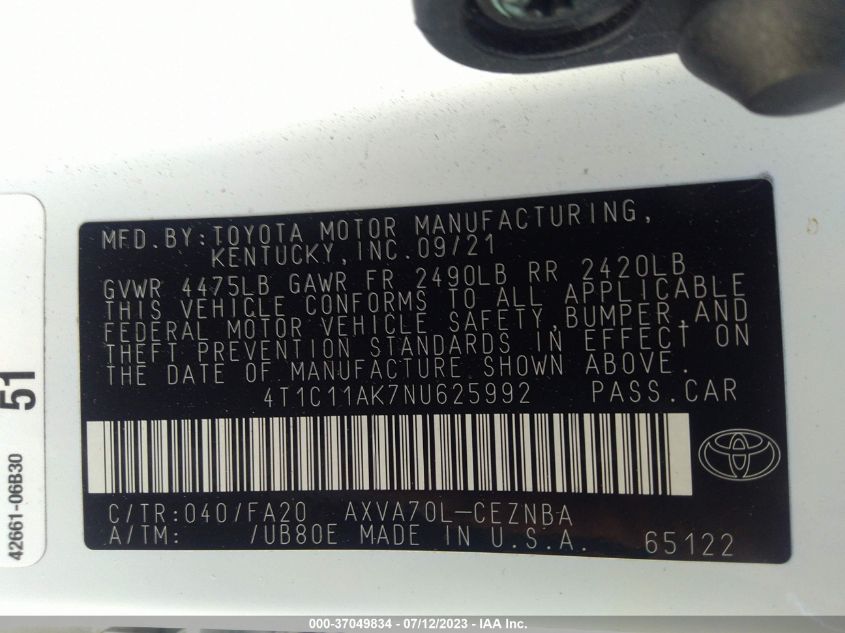 MFD.BY:TOYOTA MOTOR MANUFACTURING,
KENTUCKY,INC.09/21
GVWR 4475LB GAWR FR 2490LB RR 2420LB
THIS VEHICLE CONFORMS TO ALL APPLICABLE
FEDERAL MOTOR VEHICLE SAFETY,BUMPER,AND
THEFT PREVENTION STANDARDS IN EFFECT ON
THE DATE OF MANUFACTURE SHOWN ABOVE.
4T1C11AK7NU625992 PASS.CAR
C/TR:040/FA20 AXVA70L-CEZNBA
A/TM: /UB80E MADE IN U.S.A. 65122
51
42661-06B30
000-37049834 - 07/12/2023 - IAA Inc.